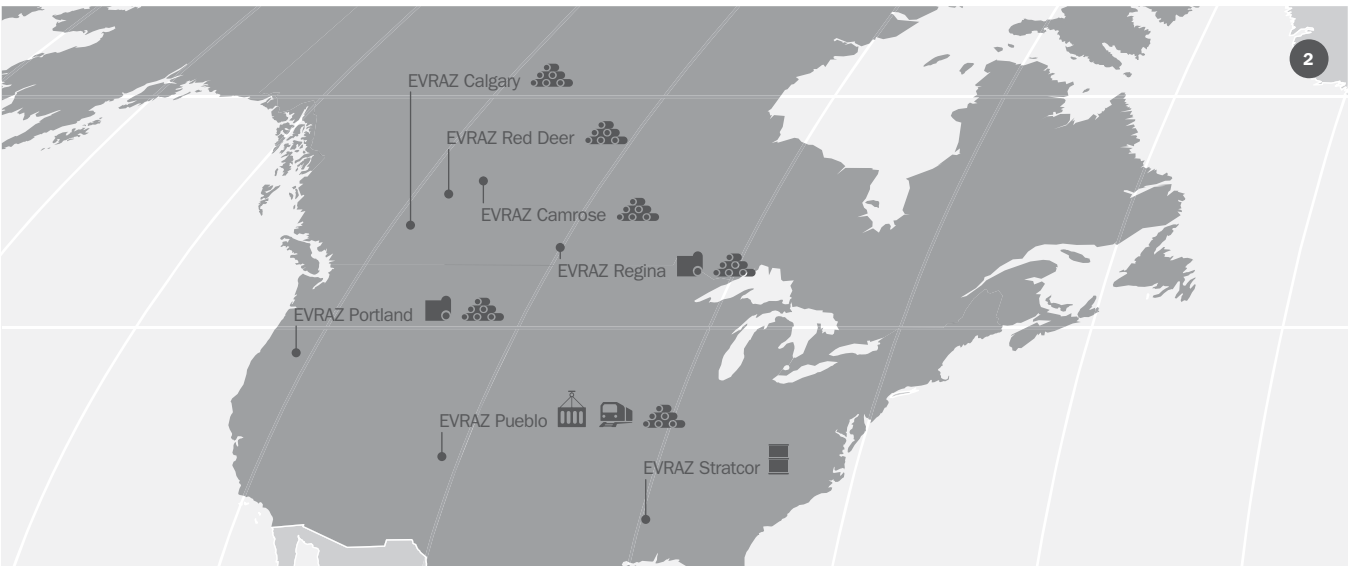 2
EVRAZ Calgary
EVRAZ Red Deer
EVRAZ Camrose
EVRAZ Regina
EVRAZ Portland
EVRAZ Pueblo
EVRAZ Stratcor